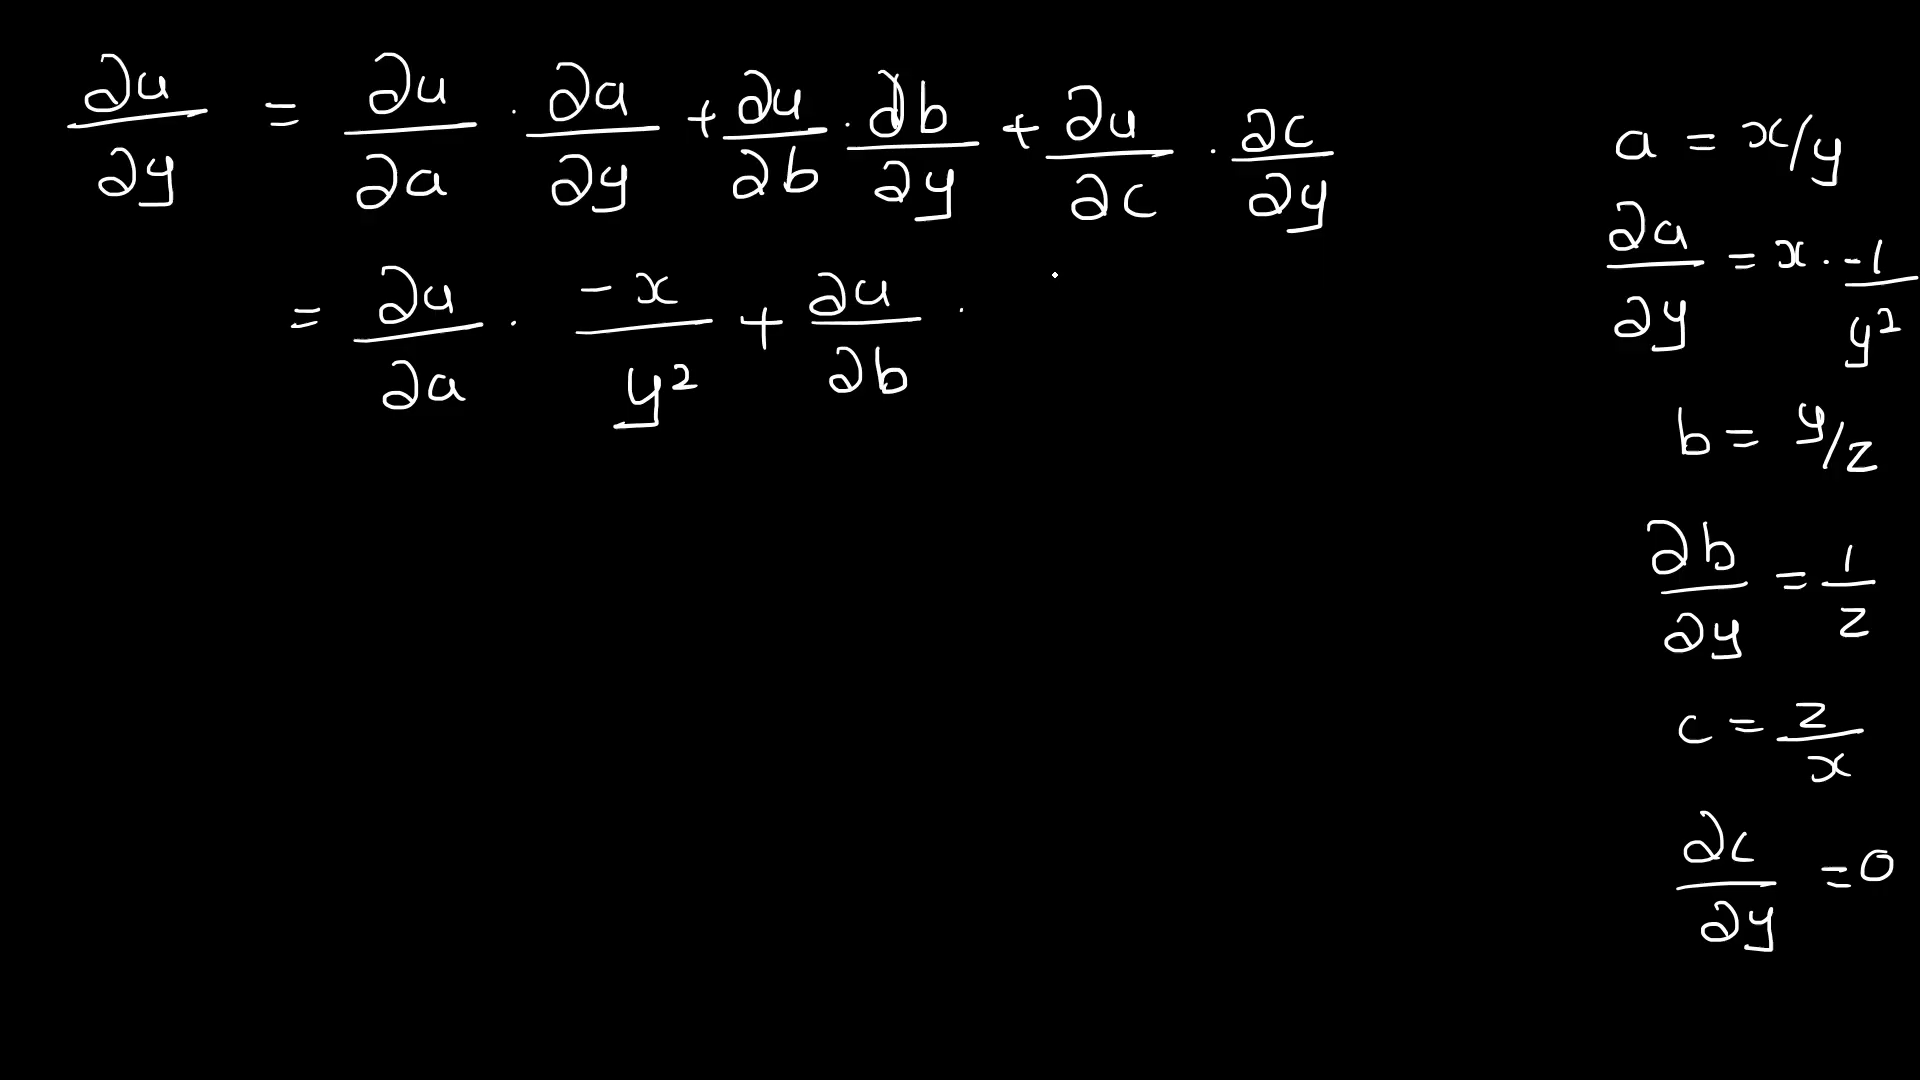 ∂u/∂y = ∂u/∂a · ∂a/∂y + ∂u/∂b · ∂b/∂y + ∂u/∂c · ∂c/∂y
= ∂u/∂a · -x/y² + ∂u/∂b ·
a = x/y
∂a/∂y = x · -1/y²
b = y/z
∂b/∂y = 1/z
c = z/x
∂c/∂y = 0